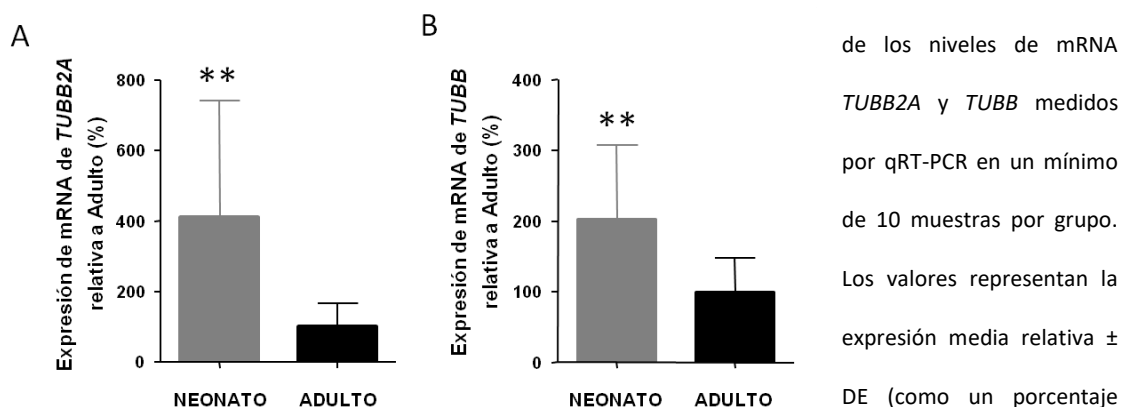 A
Expresión de mRNA de TUBB2A
relativa a Adulto (%)
800
600
400
200
0
**
NEONATO
ADULTO
B
Expresión de mRNA de TUBB
relativa a Adulto (%)
400
300
200
100
0
**
NEONATO
ADULTO
de los niveles de mRNA
TUBB2A y TUBB medidos
por qRT-PCR en un mínimo
de 10 muestras por grupo.
Los valores representan la
expresión media relativa ±
DE (como un porcentaje